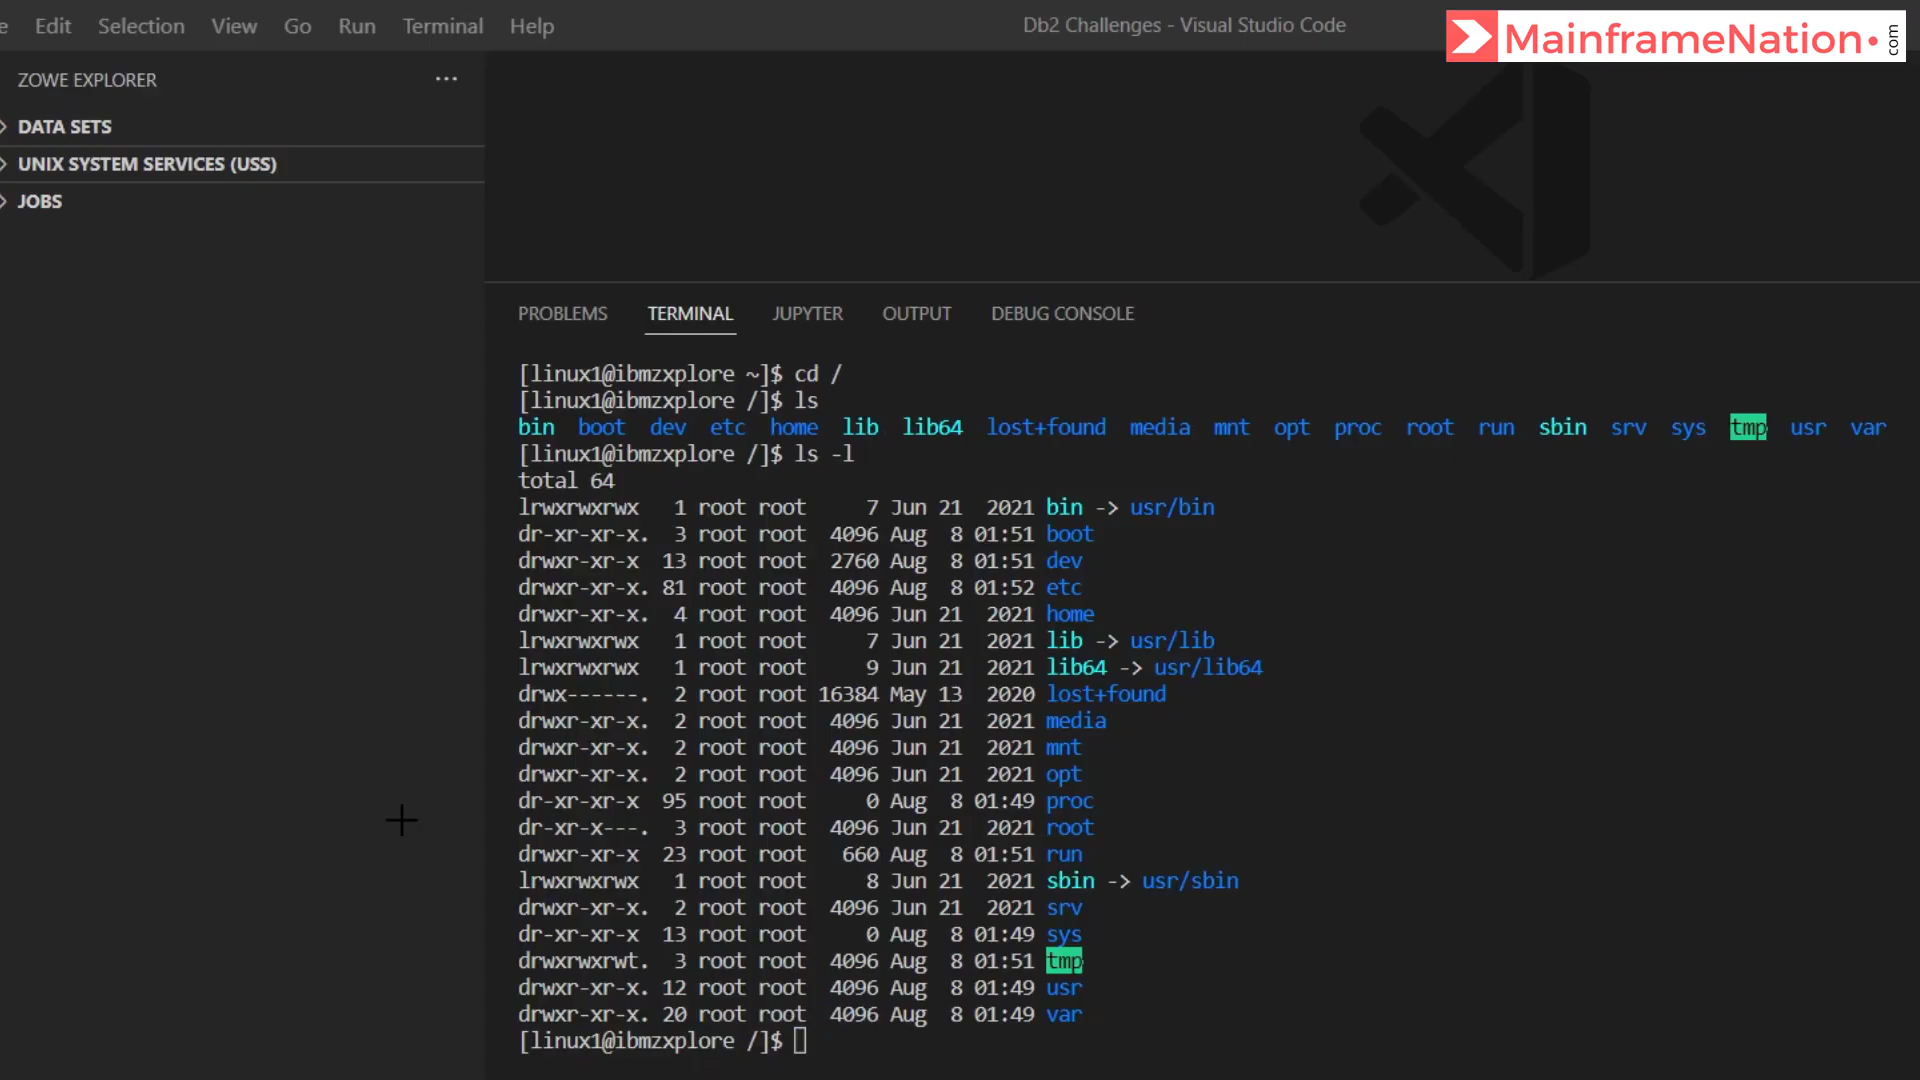 e Edit Selection View Go Run Terminal Help
Db2 Challenges - Visual Studio Code
MainframeNation.com
ZOWE EXPLORER ...
DATA SETS
UNIX SYSTEM SERVICES (USS)
JOBS
PROBLEMS TERMINAL JUPYTER OUTPUT DEBUG CONSOLE
[linux1@ibmzxplore ~]$ cd /
[linux1@ibmzxplore /]$ ls
bin boot dev etc home lib lib64 lost+found media mnt opt proc root run sbin srv sys tmp usr var
[linux1@ibmzxplore /]$ ls -l
total 64
lrwxrwxrwx   1 root root     7 Jun 21  2021 bin -> usr/bin
dr-xr-xr-x.  3 root root  4096 Aug  8 01:51 boot
drwxr-xr-x  13 root root  2760 Aug  8 01:51 dev
drwxr-xr-x. 81 root root  4096 Aug  8 01:52 etc
drwxr-xr-x.  4 root root  4096 Jun 21  2021 home
lrwxrwxrwx   1 root root     7 Jun 21  2021 lib -> usr/lib
lrwxrwxrwx   1 root root     9 Jun 21  2021 lib64 -> usr/lib64
drwx------.  2 root root 16384 May 13  2020 lost+found
drwxr-xr-x.  2 root root  4096 Jun 21  2021 media
drwxr-xr-x.  2 root root  4096 Jun 21  2021 mnt
drwxr-xr-x.  2 root root  4096 Jun 21  2021 opt
dr-xr-xr-x  95 root root     0 Aug  8 01:49 proc
dr-xr-x---.  3 root root  4096 Jun 21  2021 root
drwxr-xr-x  23 root root   660 Aug  8 01:51 run
lrwxrwxrwx   1 root root     8 Jun 21  2021 sbin -> usr/sbin
drwxr-xr-x.  2 root root  4096 Jun 21  2021 srv
dr-xr-xr-x  13 root root     0 Aug  8 01:49 sys
drwxrwxrwt.  3 root root  4096 Aug  8 01:51 tmp
drwxr-xr-x. 12 root root  4096 Aug  8 01:49 usr
drwxr-xr-x. 20 root root  4096 Aug  8 01:49 var
[linux1@ibmzxplore /]$